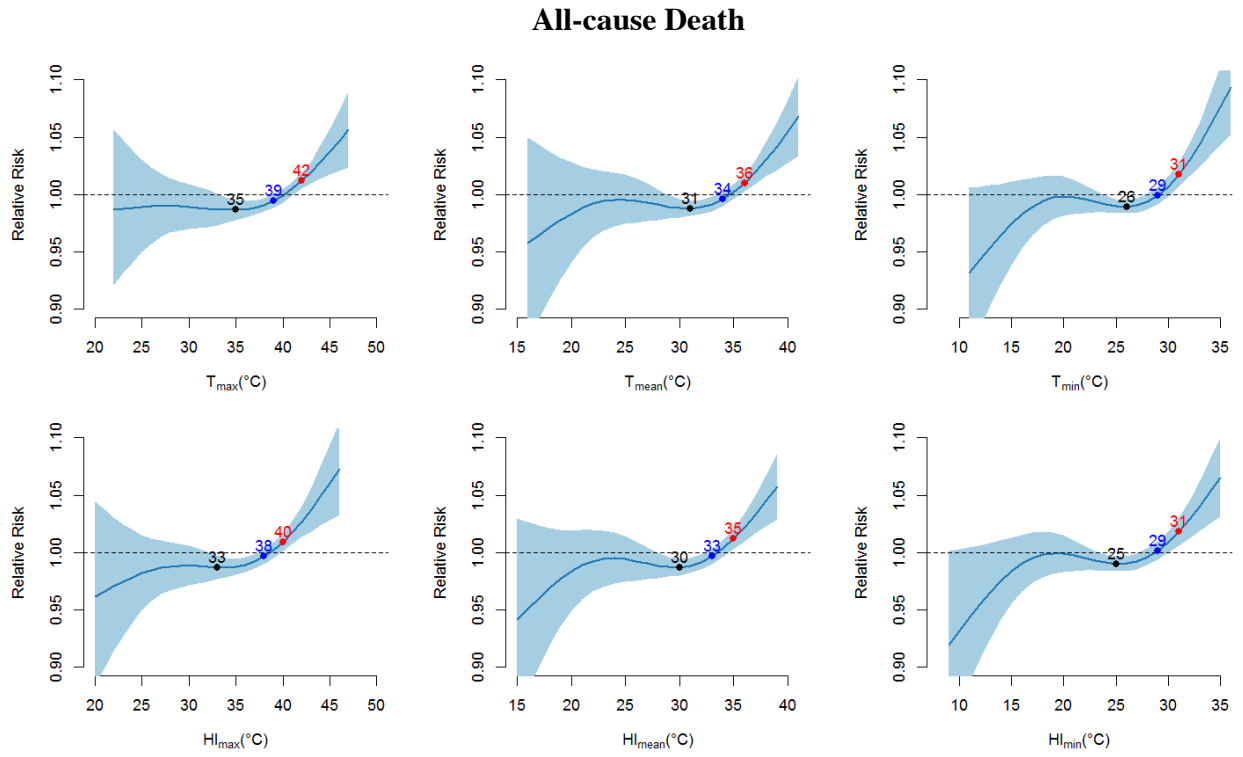 All-cause Death
Relative Risk
1.10
1.05
1.00
0.95
0.90
35
39
42
20 25 30 35 40 45 50
Tmax(°C)
Relative Risk
1.10
1.05
1.00
0.95
0.90
31
34
36
15 20 25 30 35 40
Tmean(°C)
Relative Risk
1.10
1.05
1.00
0.95
0.90
26
29
31
10 15 20 25 30 35
Tmin(°C)
Relative Risk
1.10
1.05
1.00
0.95
0.90
33
38
40
20 25 30 35 40 45 50
HImax(°C)
Relative Risk
1.10
1.05
1.00
0.95
0.90
30
33
35
15 20 25 30 35 40
HImean(°C)
Relative Risk
1.10
1.05
1.00
0.95
0.90
25
29
31
10 15 20 25 30 35
HImin(°C)